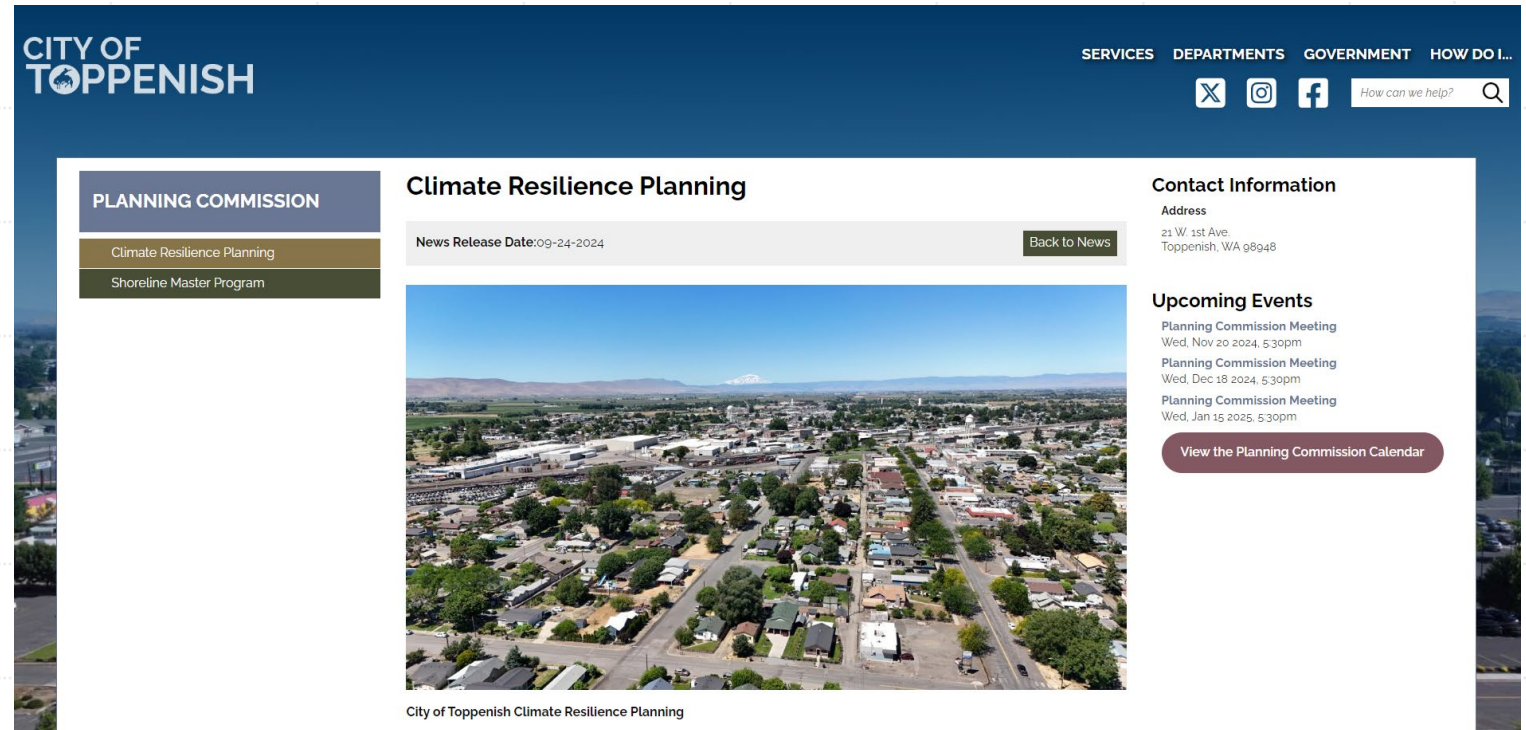 CITY OF
TOPPENISH
SERVICES DEPARTMENTS GOVERNMENT HOW DO I...
How can we help?
PLANNING COMMISSION
Climate Resilience Planning
Shoreline Master Program
Climate Resilience Planning
News Release Date:09-24-2024
Back to News
City of Toppenish Climate Resilience Planning
Contact Information
Address
21 W. 1st Ave.
Toppenish, WA 98948
Upcoming Events
Planning Commission Meeting
Wed, Nov 20 2024, 5:30pm
Planning Commission Meeting
Wed, Dec 18 2024, 5:30pm
Planning Commission Meeting
Wed, Jan 15 2025, 5:30pm
View the Planning Commission Calendar